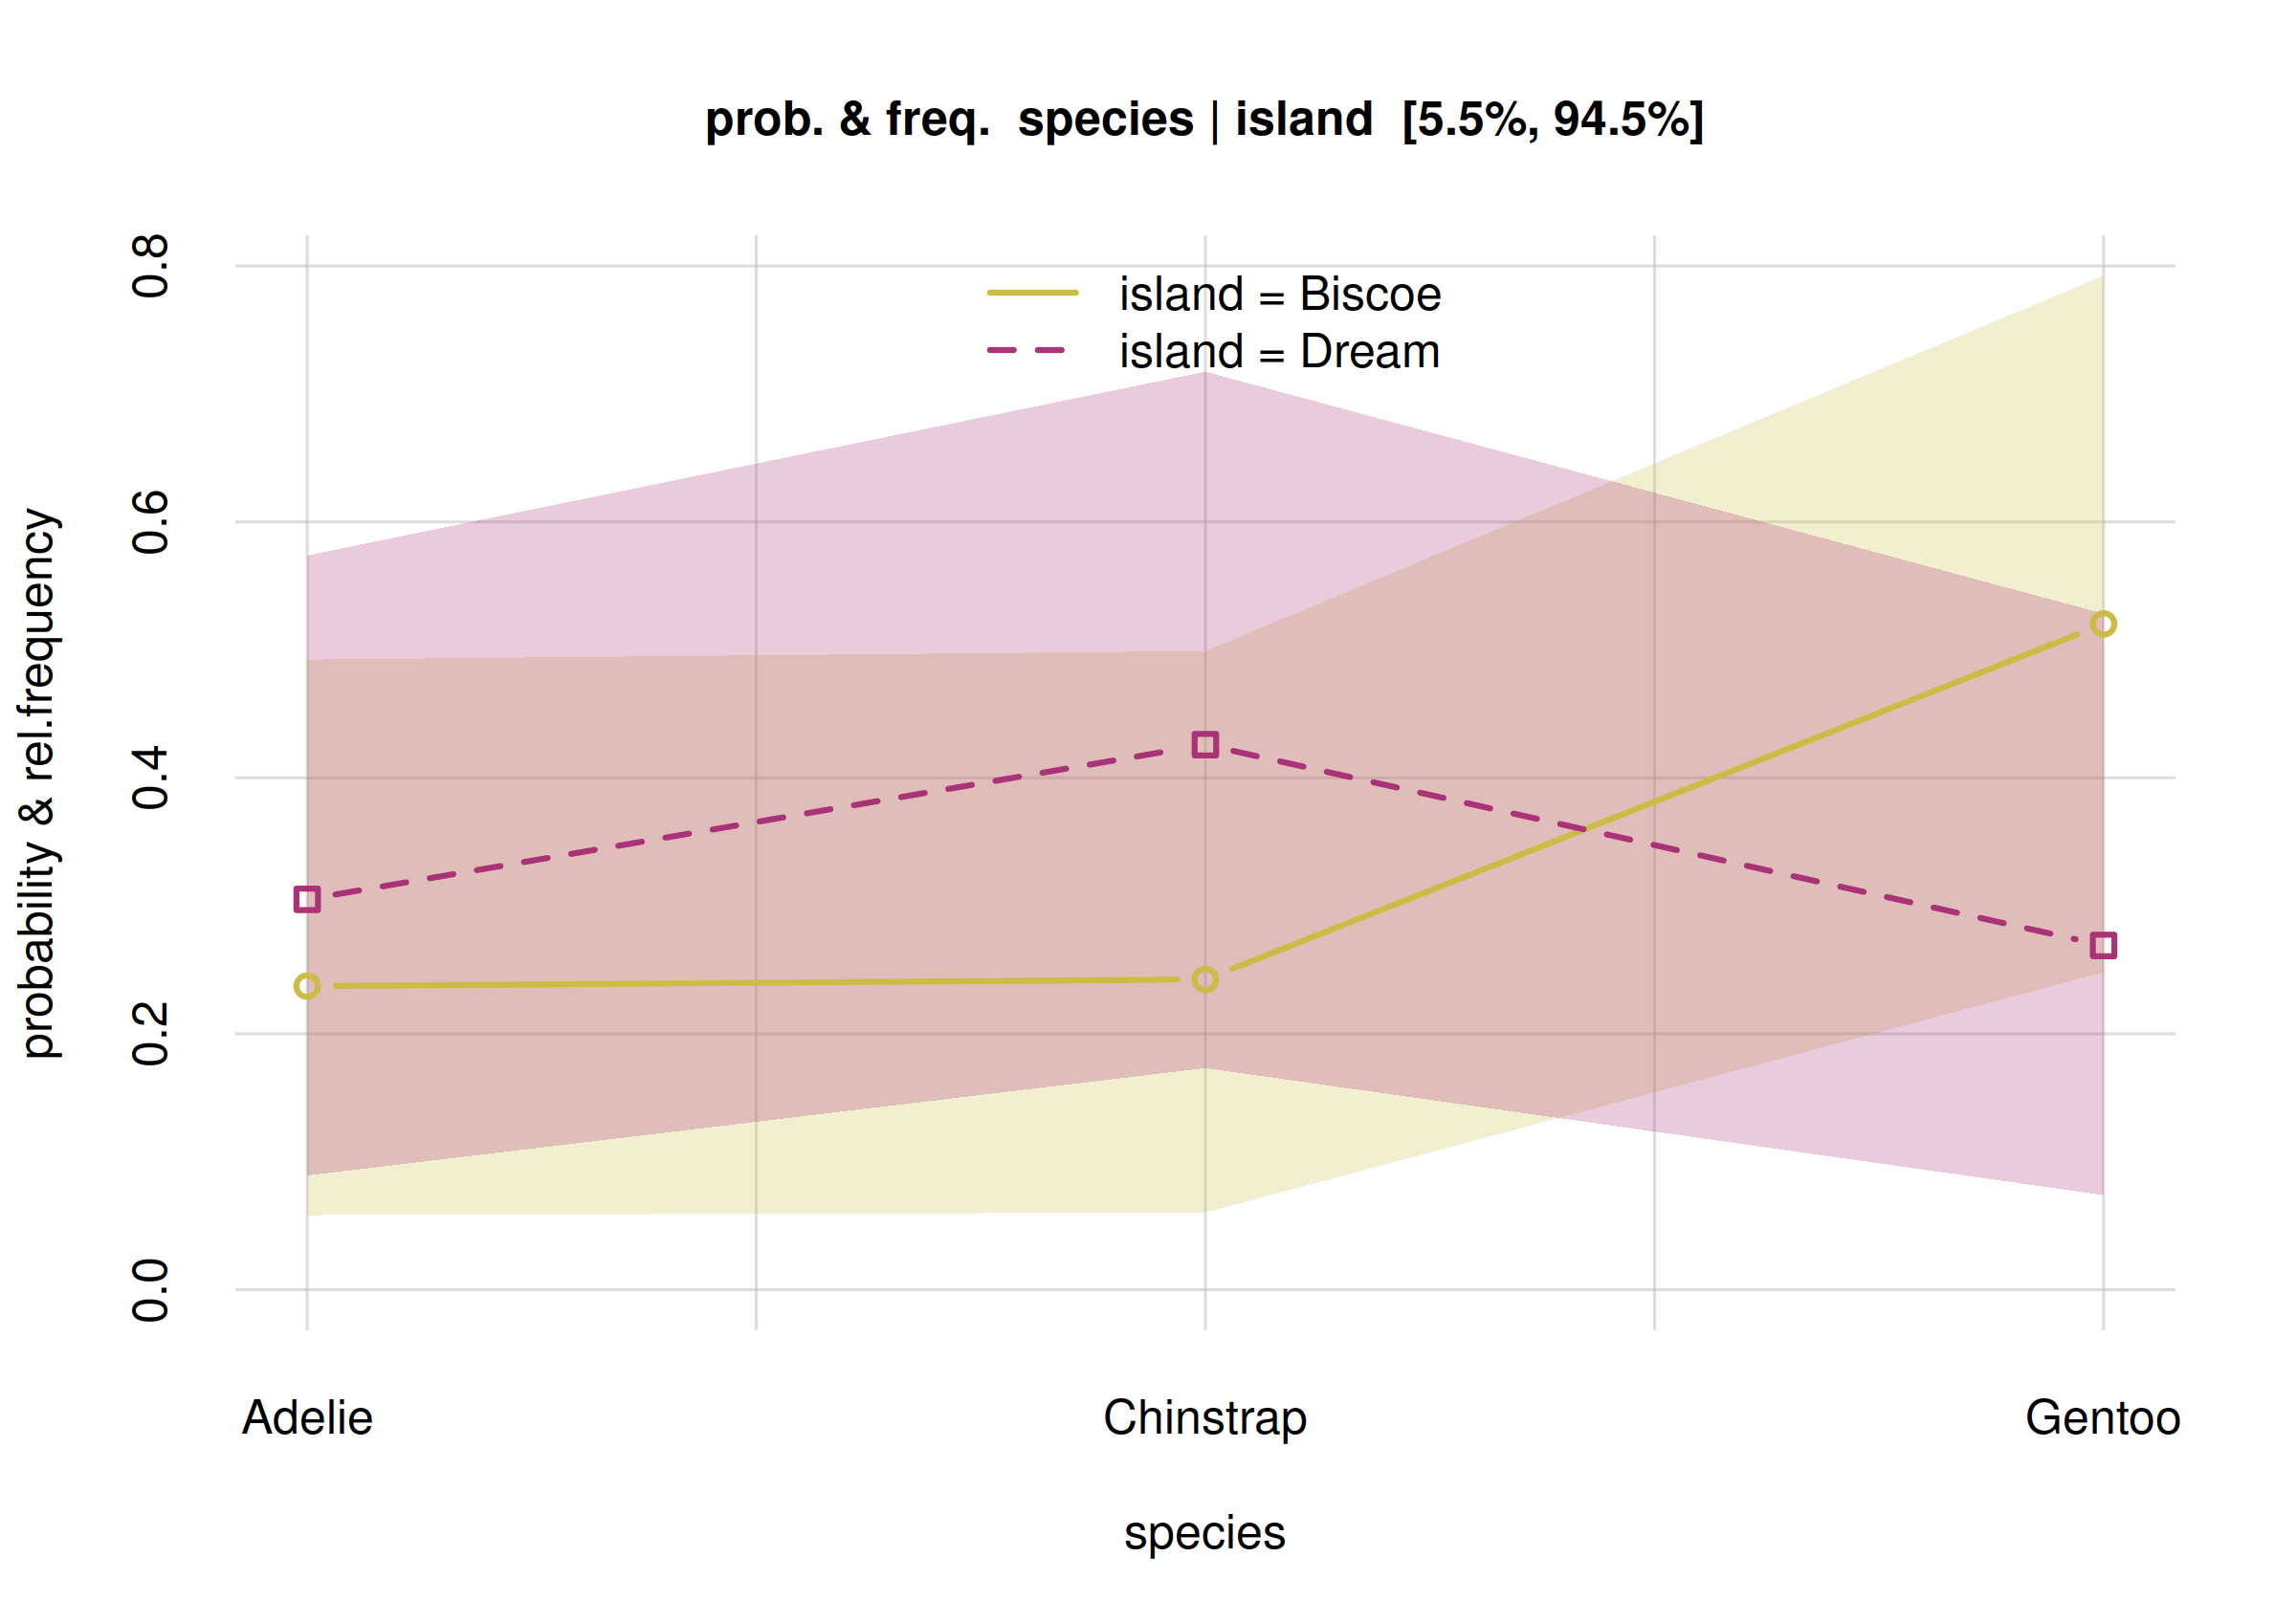 prob. & freq.  species | island  [5.5%, 94.5%]
island = Biscoe
island = Dream
probability & rel.frequency
0.8
0.6
0.4
0.2
0.0
Adelie Chinstrap Gentoo
species